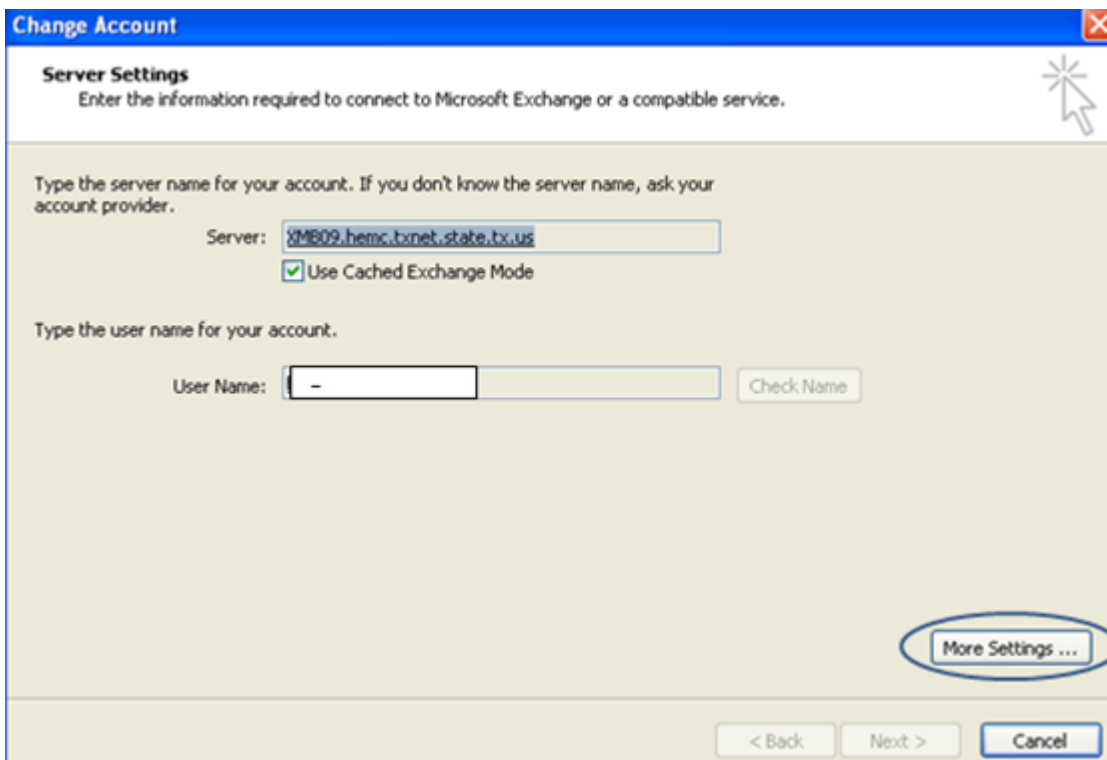 Change Account
Server Settings
Enter the information required to connect to Microsoft Exchange or a compatible service.
Type the server name for your account. If you don't know the server name, ask your
account provider.
Server: XMB09.hemc.txnet.state.tx.us
Use Cached Exchange Mode
Type the user name for your account.
User Name: – Check Name
More Settings ...
< Back Next > Cancel